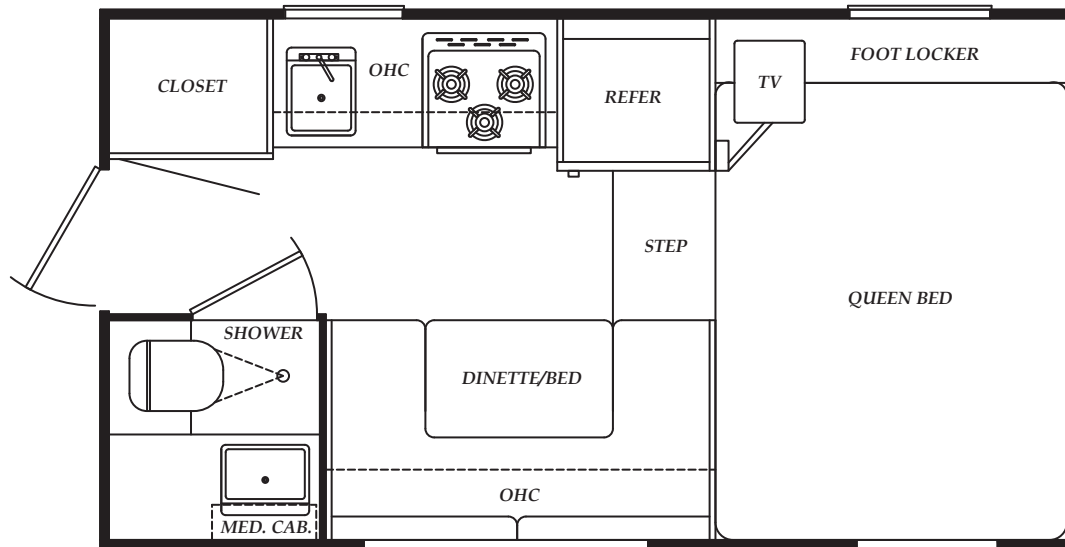 FOOT LOCKER
CLOSET
OHC
REFER
TV
STEP
QUEEN BED
SHOWER
DINETTE/BED
OHC
MED. CAB.